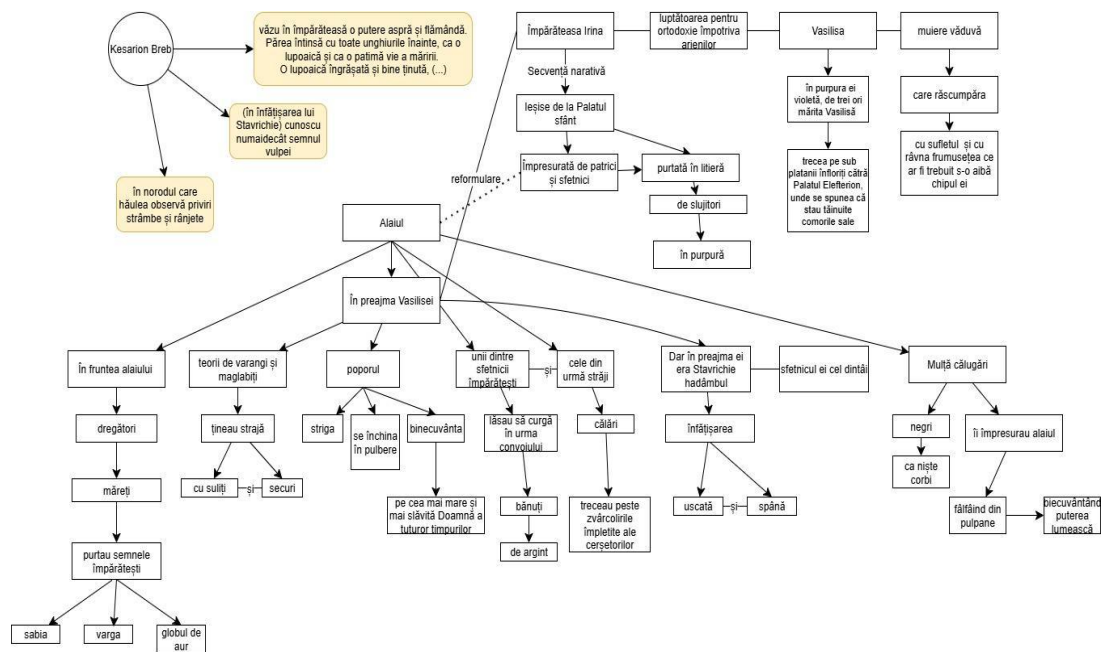 Kesarion Breb
văzu în împărăteasă o putere aspră și flămândă.
Părea întinsă cu toate unghiurile înainte, ca o
lupoaică și ca o patimă vie a măririi.
O lupoaică îngrășată și bine ținută, (...)
(în înfățișarea lui
Stavrichie) cunoscu
numaidecât semnul
vulpei
în norodul care
hăulea observă priviri
strâmbe și rânjete
Împărăteasa Irina
luptătoarea pentru
ortodoxie împotriva
arienilor
Vasilisa
muiere văduvă
Secvență narativă
Ieșise de la Palatul
sfânt
Împresurată de patrici
și sfetnici
purtată în litieră
de slujitori
în purpură
în purpura ei
violetă, de trei ori
mărita Vasilisă
trecea pe sub
platanii înfloriți cătră
Palatul Elefterion,
unde se spunea că
stau tăinuite
comorile sale
care răscumpăra
cu sufletul și cu
râvna frumusețea ce
ar fi trebuit s-o aibă
chipul ei
reformulare
Alaiul
În preajma Vasilisei
În fruntea alaiului
dregători
măreți
purtau semnele
împărătești
sabia
varga
globul de
aur
teorii de varangi și
maglabiți
țineau strajă
cu suliți
și
securi
poporul
striga
se închina
în pulbere
binecuvânta
pe cea mai mare și
mai slăvită Doamnă a
tuturor timpurilor
unii dintre
sfetnicii
împărătești
și
cele din
urmă străji
lăsau să curgă
în urma
convoiului
bănuți
de argint
călări
treceau peste
zvârcolirile
împletite ale
cerșetorilor
Dar în preajma ei
era Stavrichie
hadâmbul
sfetnicul ei cel dintâi
înfățișarea
uscată
și
spână
Multă călugări
negri
ca niște
corbi
îi împresurau alaiul
fâlfâind din
pulpane
biecuvântând
puterea
lumească